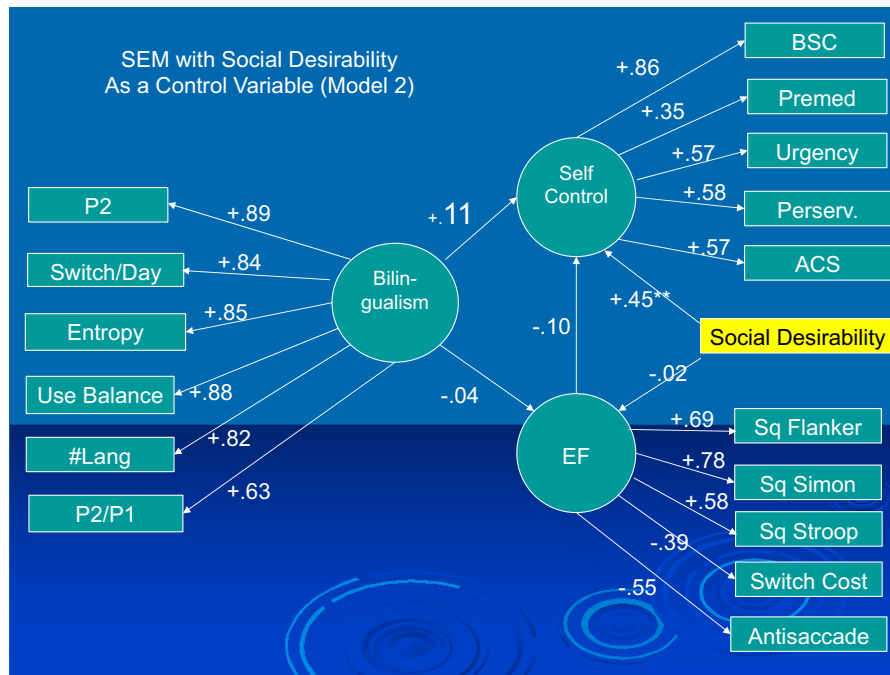 SEM with Social Desirability
As a Control Variable (Model 2)
BSC
+.86
Premed
+.35
Urgency
+.57
Self
Control
P2
+.89
+.58
Perserv.
+.11
+.57
ACS
Switch/Day
+.84
Bilin-
gualism
+.45**
Entropy
+.85
-.10
Social Desirability
Use Balance
+.88
-.04
-.02
+.69
Sq Flanker
#Lang
+.82
EF
+.78
Sq Simon
P2/P1
+.63
+.58
Sq Stroop
-.39
Switch Cost
-.55
Antisaccade